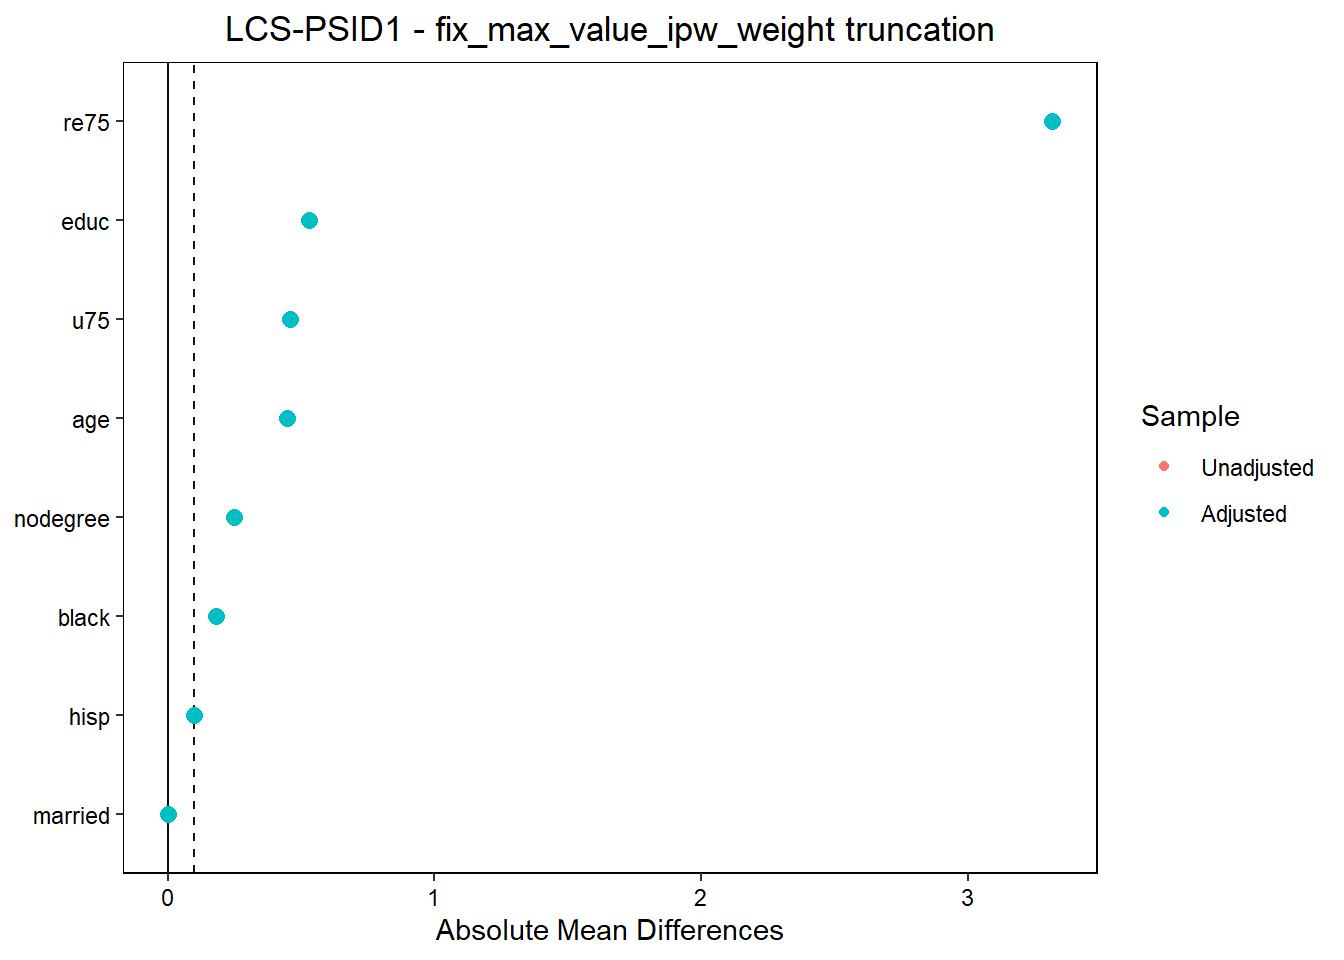 LCS-PSID1 - fix_max_value_ipw_weight truncation
re75
educ
u75
age
nodegree
black
hisp
married
0 1 2 3
Absolute Mean Differences
Sample
Unadjusted
Adjusted